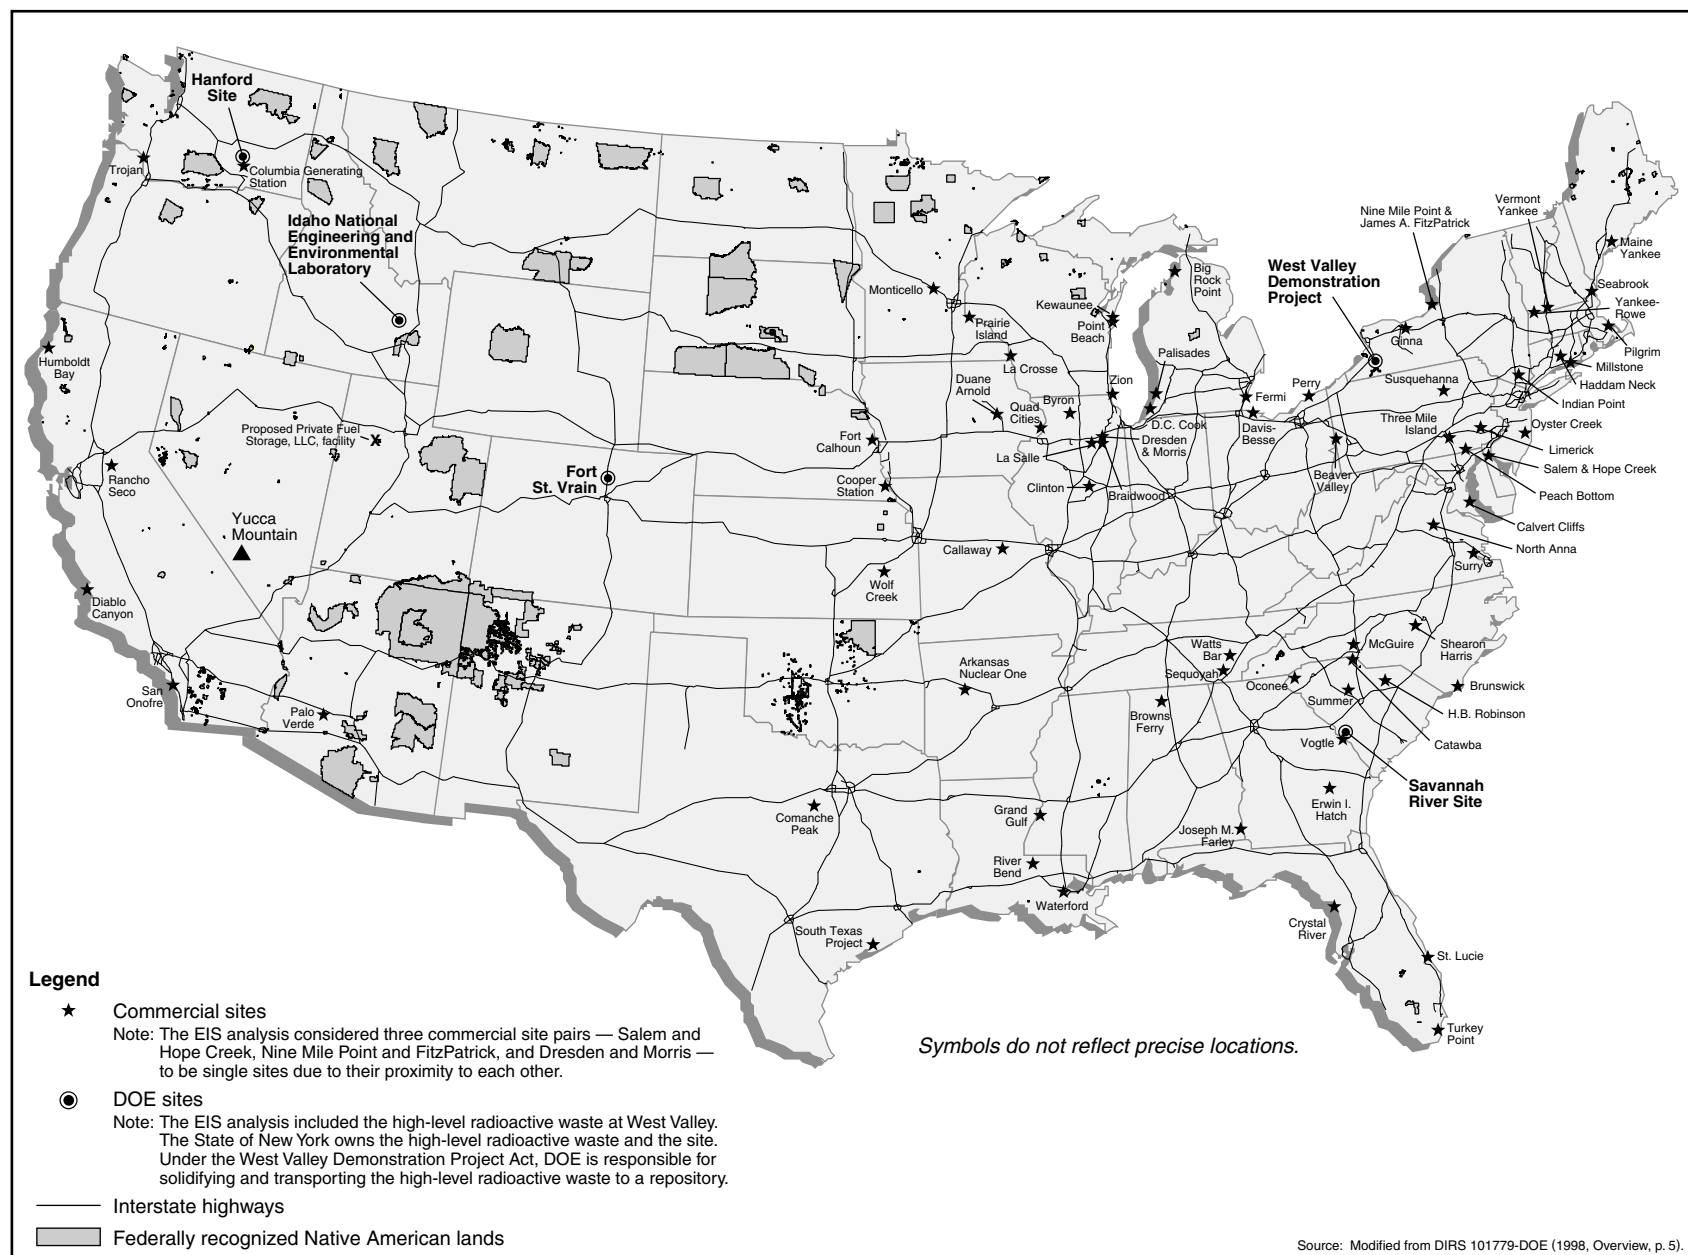 Hanford
Site
Trojan
Columbia Generating
Station
Idaho National
Engineering and
Environmental
Laboratory
Humboldt
Bay
Proposed Private Fuel
Storage, LLC, facility
X
Rancho
Seco
Yucca
Mountain
Diablo
Canyon
San
Onofre
Palo
Verde
Fort
St. Vrain
Monticello
Prairie
Island
La Crosse
Kewaunee
Point
Beach
Big
Rock
Point
Palisades
Duane
Arnold
Quad
Cities
Byron
Zion
D.C. Cook
Dresden
& Morris
La Salle
Clinton
Braidwood
Fort
Calhoun
Cooper
Station
Callaway
Wolf
Creek
Arkansas
Nuclear One
Comanche
Peak
South Texas
Project
Grand
Gulf
River
Bend
Waterford
Fermi
Davis-
Besse
Perry
Beaver
Valley
West Valley
Demonstration
Project
Nine Mile Point &
James A. FitzPatrick
Vermont
Yankee
Maine
Yankee
Seabrook
Yankee-
Rowe
Ginna
Pilgrim
Millstone
Haddam Neck
Indian Point
Susquehanna
Three Mile
Island
Oyster Creek
Limerick
Salem & Hope Creek
Peach Bottom
Calvert Cliffs
North Anna
Surry
Watts
Bar
Sequoyah
Oconee
McGuire
Shearon
Harris
Summer
Brunswick
H.B. Robinson
Catawba
Browns
Ferry
Vogtle
Savannah
River Site
Erwin I.
Hatch
Joseph M.
Farley
Crystal
River
St. Lucie
Turkey
Point
Legend
Commercial sites
Note: The EIS analysis considered three commercial site pairs — Salem and
Hope Creek, Nine Mile Point and FitzPatrick, and Dresden and Morris —
to be single sites due to their proximity to each other.
DOE sites
Note: The EIS analysis included the high-level radioactive waste at West Valley.
The State of New York owns the high-level radioactive waste and the site.
Under the West Valley Demonstration Project Act, DOE is responsible for
solidifying and transporting the high-level radioactive waste to a repository.
Interstate highways
Federally recognized Native American lands
Symbols do not reflect precise locations.
Source: Modified from DIRS 101779-DOE (1998, Overview, p. 5).